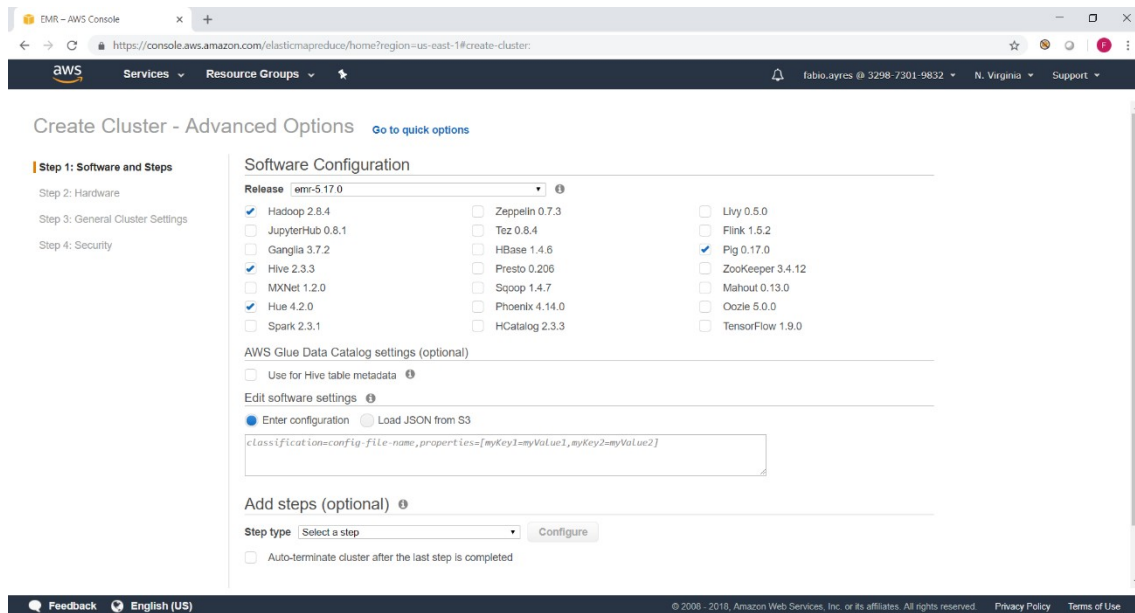 EMR – AWS Console
https://console.aws.amazon.com/elasticmapreduce/home?region=us-east-1#create-cluster:
F
aws Services Resource Groups fabio.ayres @ 3298-7301-9832 N. Virginia Support
Create Cluster - Advanced Options Go to quick options
Step 1: Software and Steps
Step 2: Hardware
Step 3: General Cluster Settings
Step 4: Security
Software Configuration
Release emr-5.17.0
Hadoop 2.8.4 Zeppelin 0.7.3 Livy 0.5.0
JupyterHub 0.8.1 Tez 0.8.4 Flink 1.5.2
Ganglia 3.7.2 HBase 1.4.6 Pig 0.17.0
Hive 2.3.3 Presto 0.206 ZooKeeper 3.4.12
MXNet 1.2.0 Sqoop 1.4.7 Mahout 0.13.0
Hue 4.2.0 Phoenix 4.14.0 Oozie 5.0.0
Spark 2.3.1 HCatalog 2.3.3 TensorFlow 1.9.0
AWS Glue Data Catalog settings (optional)
Use for Hive table metadata
Edit software settings
Enter configuration Load JSON from S3
classification=config-file-name,properties=[myKey1=myValue1,myKey2=myValue2]
Add steps (optional)
Step type Select a step Configure
Auto-terminate cluster after the last step is completed
Feedback English (US) © 2008 - 2018, Amazon Web Services, Inc. or its affiliates. All rights reserved. Privacy Policy Terms of Use